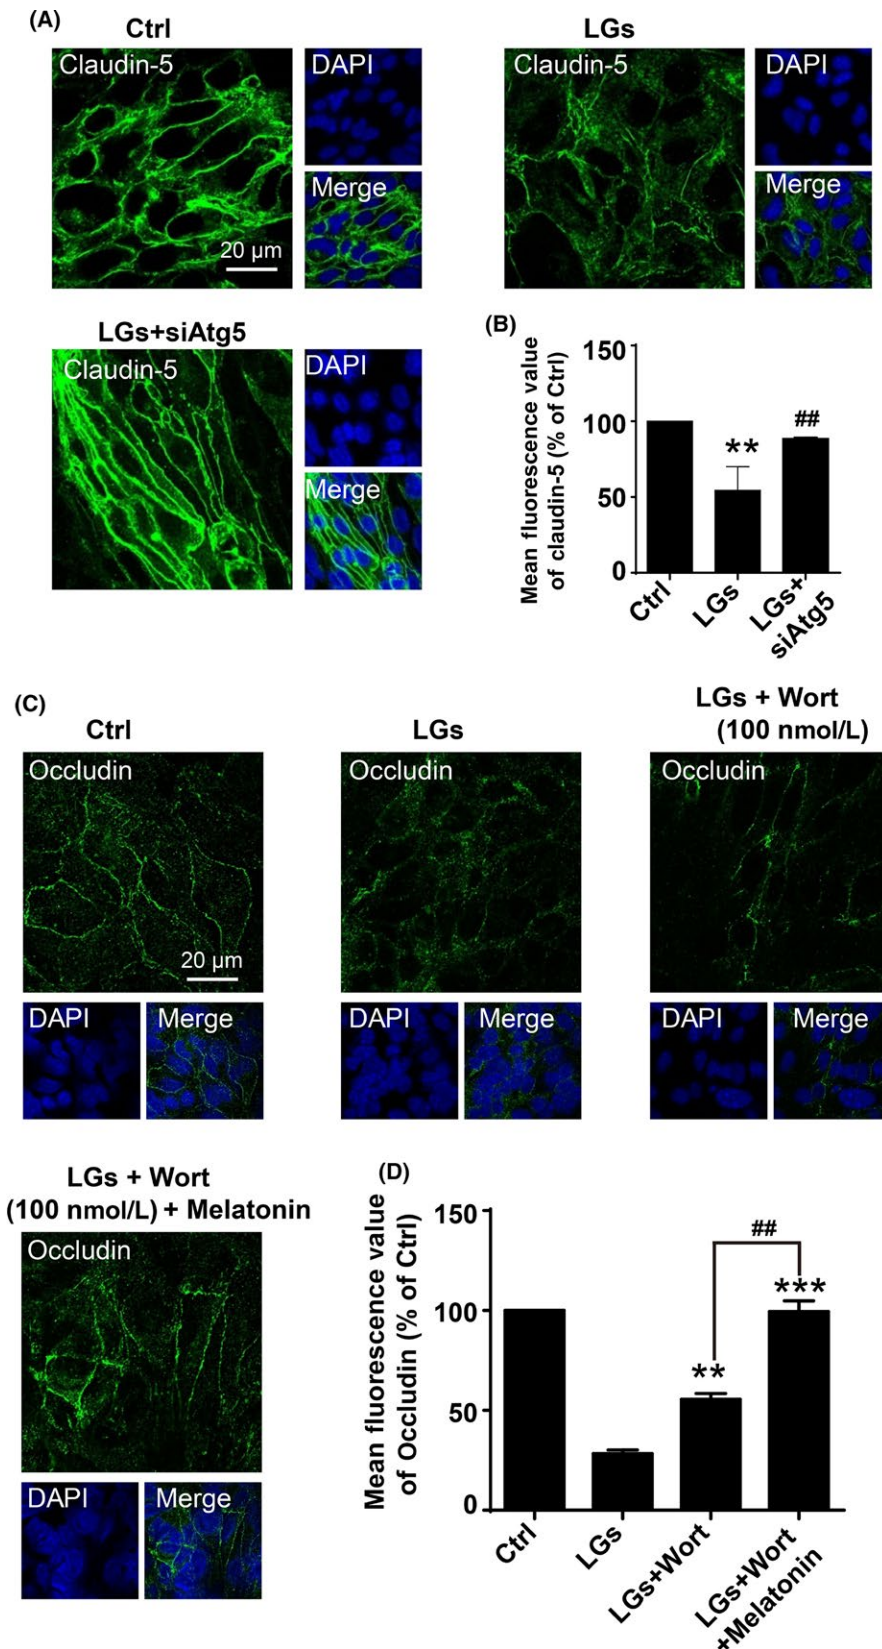 (A)
Ctrl
LGs
Claudin-5
DAPI
Merge
20 µm
Claudin-5
DAPI
Merge
LGs+siAtg5
Claudin-5
DAPI
Merge
(B)
Mean fluorescence value
of claudin-5 (% of Ctrl)
150
100
50
0
**
##
Ctrl
LGs
LGs+
siAtg5
(C)
Ctrl
LGs
LGs + Wort
(100 nmol/L)
Occludin
20 µm
DAPI
Merge
Occludin
DAPI
Merge
Occludin
DAPI
Merge
LGs + Wort
(100 nmol/L) + Melatonin
Occludin
DAPI
Merge
(D)
Mean fluorescence value
of Occludin (% of Ctrl)
150
100
50
0
##
**
***
Ctrl
LGs
LGs+Wort
LGs+Wort
+Melatonin